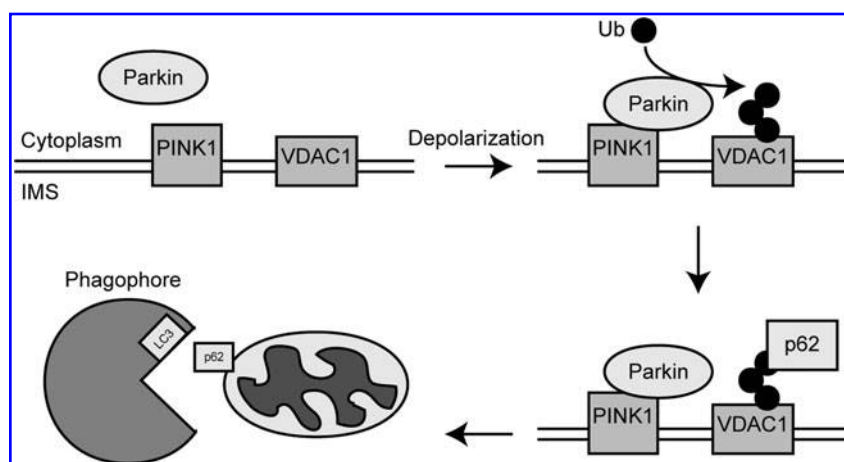 Parkin
Cytoplasm
PINK1
VDAC1
IMS
Depolarization
Ub
Parkin
PINK1
VDAC1
p62
Parkin
PINK1
VDAC1
Phagophore
LC3
p62